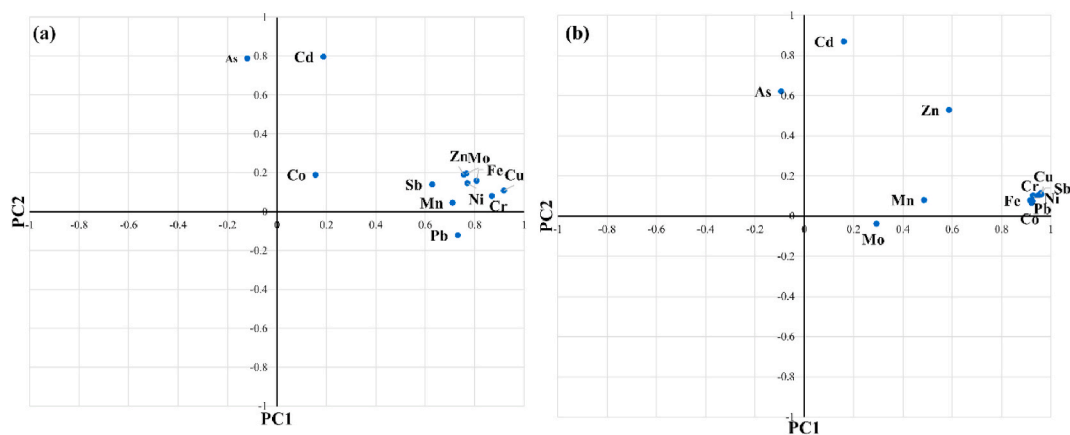 (a)
1
0.8
0.6
0.4
0.2
0
-0.2
-0.4
-0.6
-0.8
-1
-1 -0.8 -0.6 -0.4 -0.2 0 0.2 0.4 0.6 0.8 1
As
Cd
Co
Zn Mo
Fe
Cu
Sb
Ni
Mn
Cr
Pb
PC2
PC1
(b)
1
0.8
0.6
0.4
0.2
0
-0.2
-0.4
-0.6
-0.8
-1
-1 -0.8 -0.6 -0.4 -0.2 0 0.2 0.4 0.6 0.8 1
Cd
As
Zn
Cu
Cr Sb
Mn
Fe Ni
Pb
Co
Mo
PC2
PC1